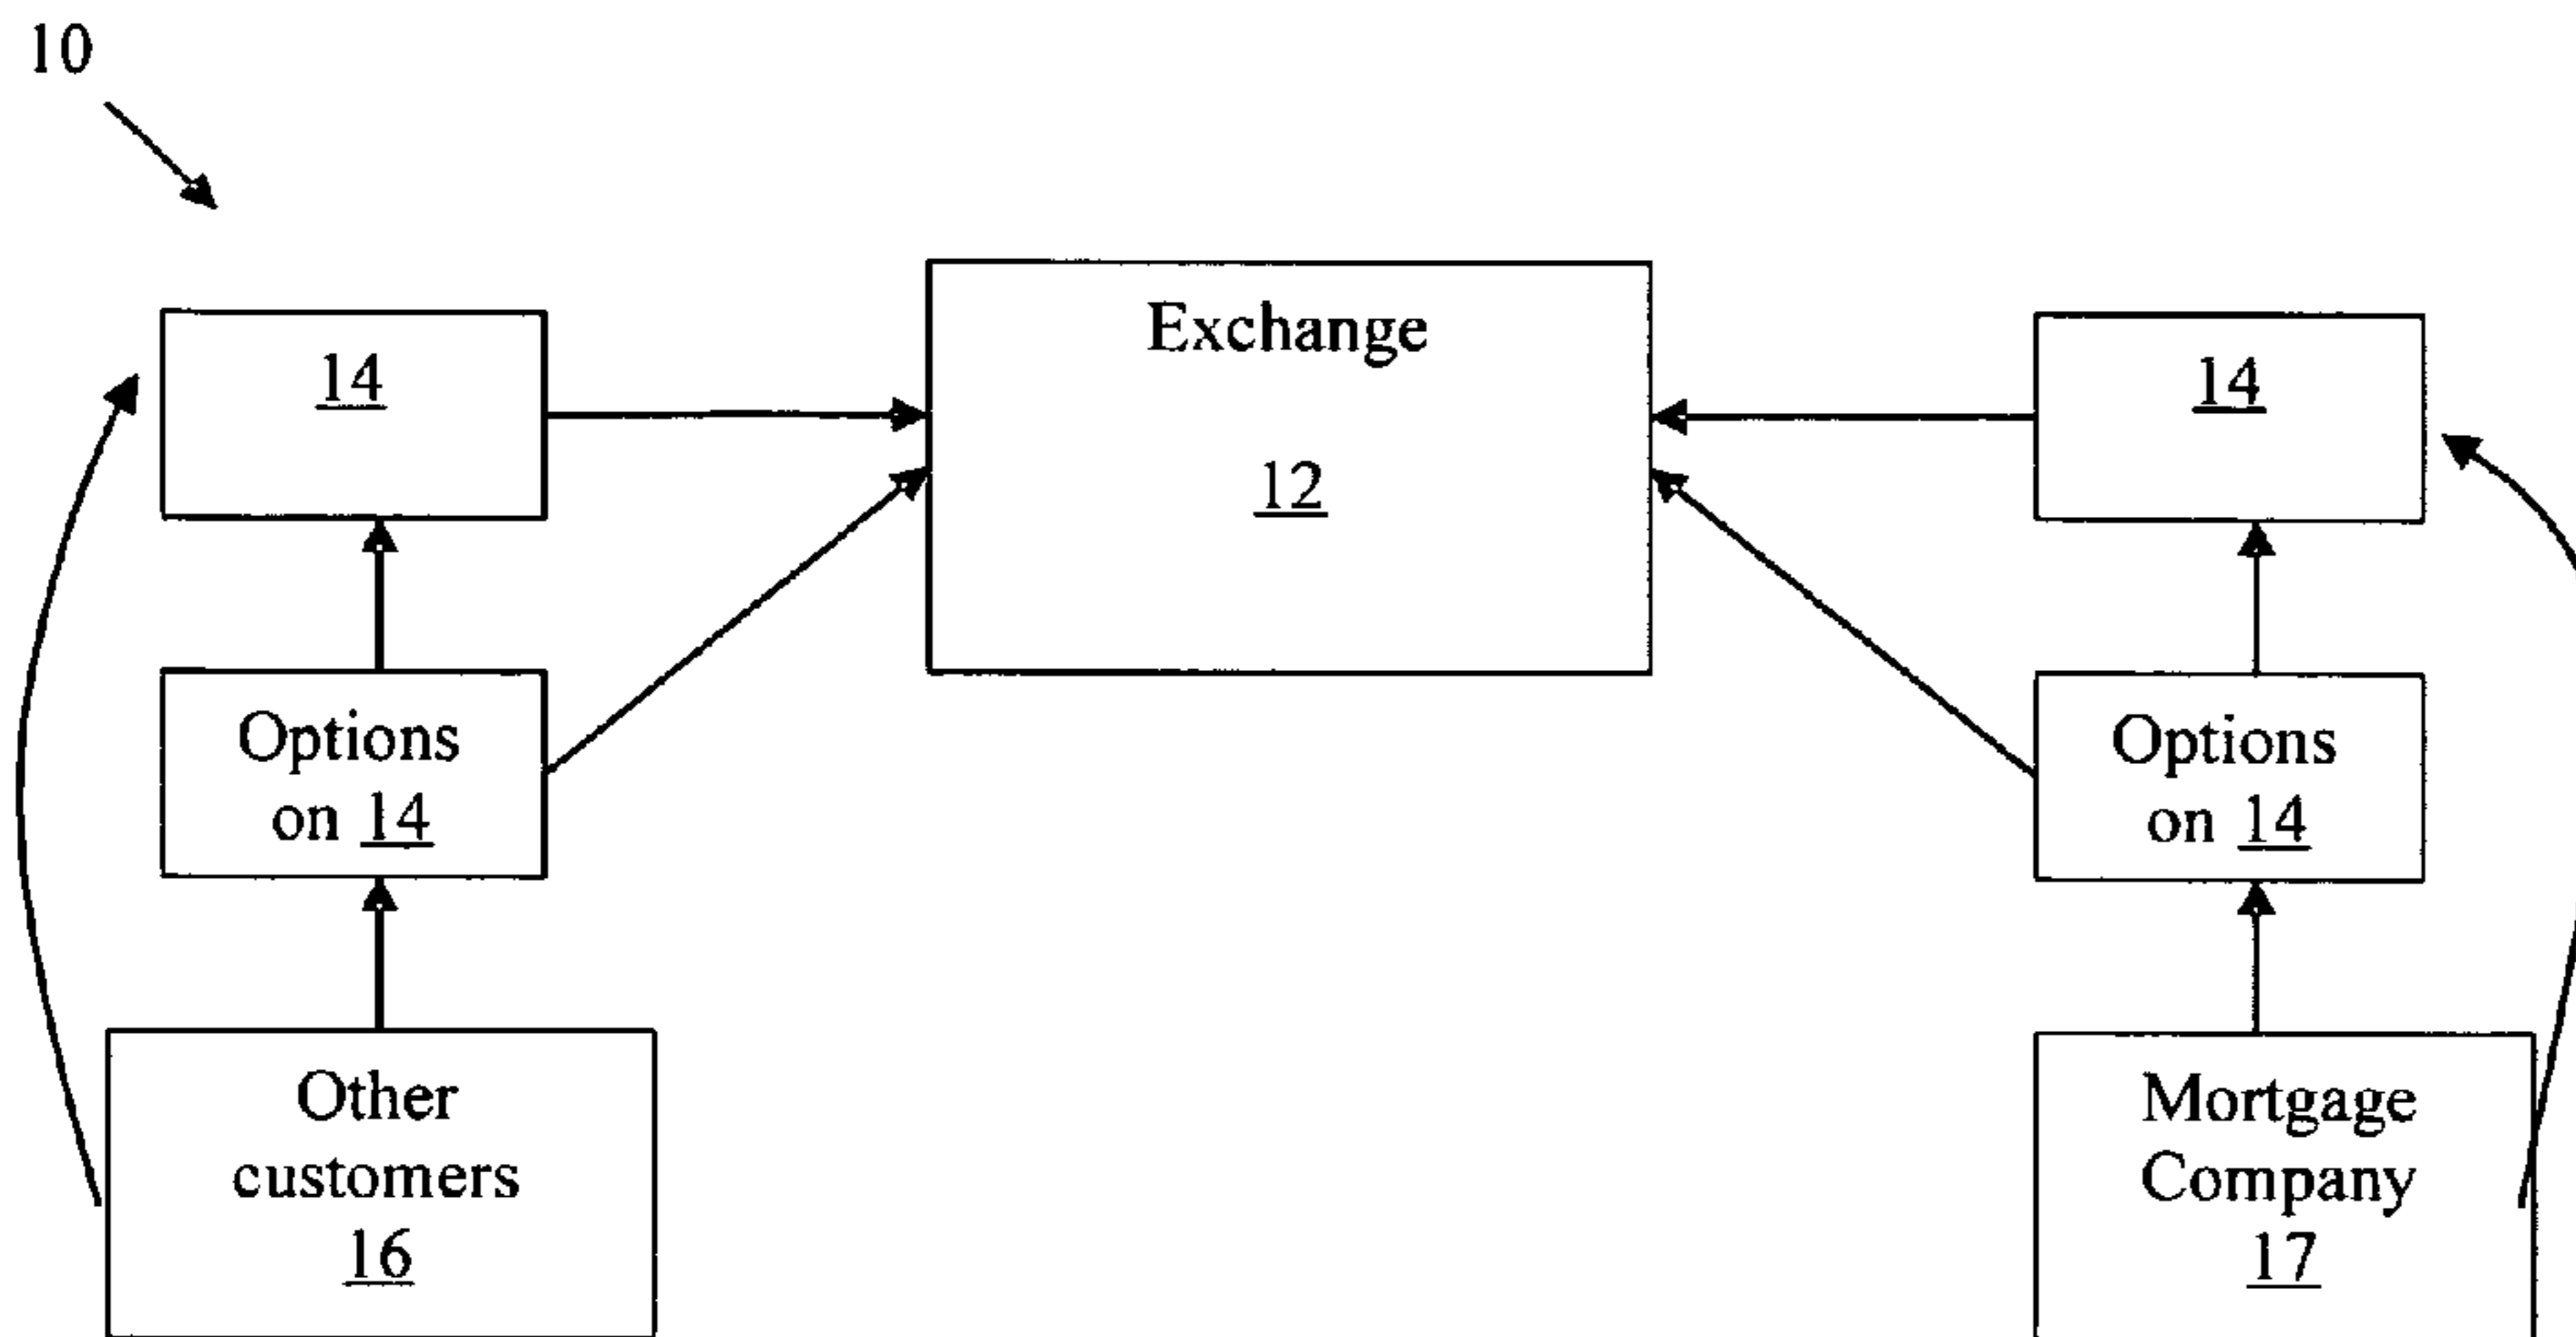 10
Exchange
12
14
14
Options
on 14
Options
on 14
Other
customers
16
Mortgage
Company
17